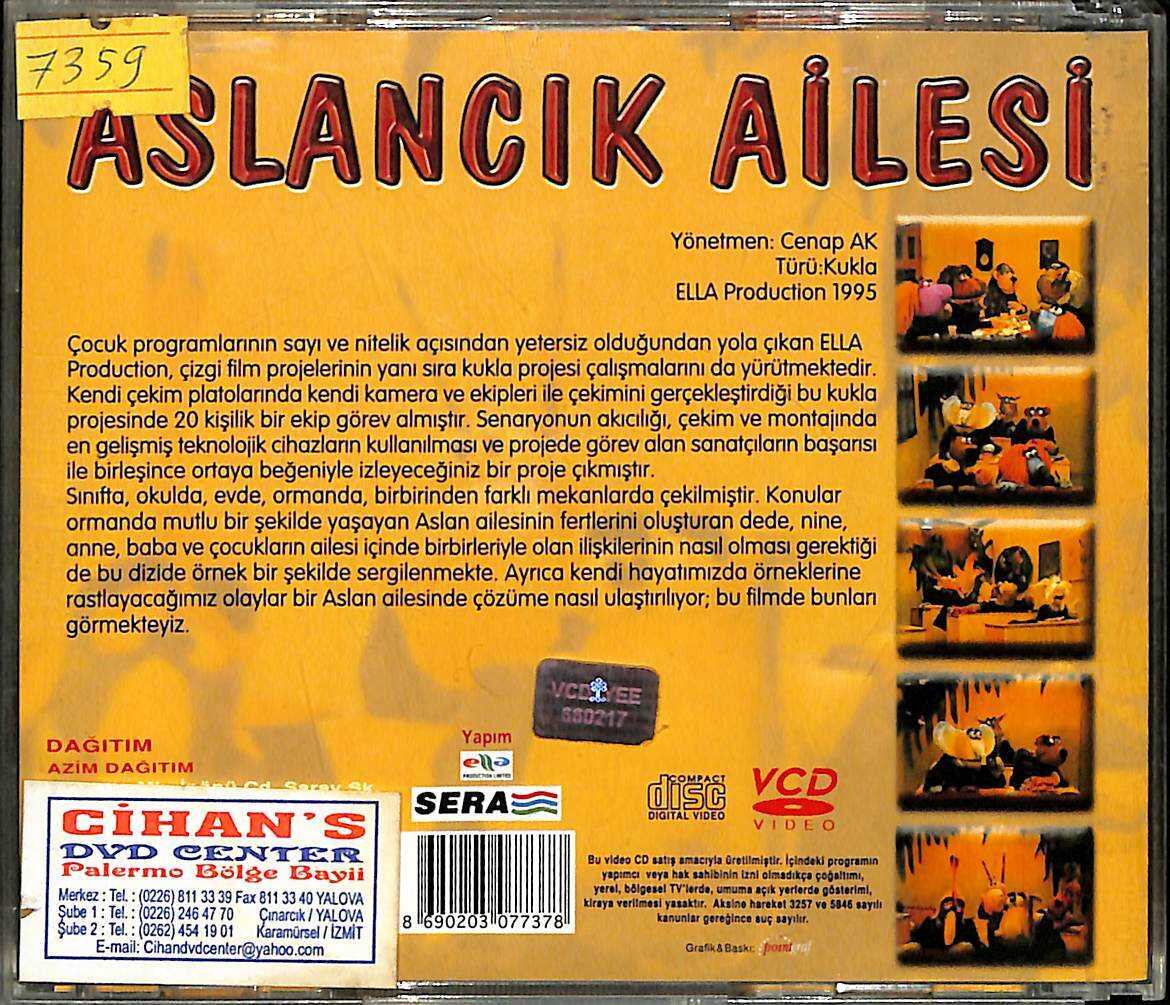 7359
ASLANCIK AİLESİ
Yönetmen: Cenap AK
Türü:Kukla
ELLA Production 1995
Çocuk programlarının sayı ve nitelik açısından yetersiz olduğundan yola çıkan ELLA
Production, çizgi film projelerinin yanı sıra kukla projesi çalışmalarını da yürütmektedir.
Kendi çekim platolarında kendi kamera ve ekipleri ile çekimini gerçekleştirdiği bu kukla
projesinde 20 kişilik bir ekip görev almıştır. Senaryonun akıcılığı, çekim ve montajında
en gelişmiş teknolojik cihazların kullanılması ve projede görev alan sanatçıların başarısı
ile birleşince ortaya beğeniyle izleyeceğiniz bir proje çıkmıştır.
Sınıfta, okulda, evde, ormanda, birbirinden farklı mekanlarda çekilmiştir. Konular
ormanda mutlu bir şekilde yaşayan Aslan ailesinin fertlerini oluşturan dede, nine,
anne, baba ve çocukların ailesi içinde birbirleriyle olan ilişkilerinin nasıl olması gerektiği
de bu dizide örnek bir şekilde sergilenmekte. Ayrıca kendi hayatımızda örneklerine
rastlayacağımız olaylar bir Aslan ailesinde çözüme nasıl ulaştırılıyor; bu filmde bunları
görmekteyiz.
VCD YEE
680217
DAĞITIM
AZİM DAĞITIM
Cd. Saray Sk.
CİHAN'S
DVD CENTER
Palermo Bölge Bayii
Merkez : Tel. : (0226) 811 33 39 Fax 811 33 40 YALOVA
Şube 1 : Tel. : (0226) 246 47 70 Çınarcık / YALOVA
Şube 2 : Tel. : (0262) 454 19 01 Karamürsel / İZMİT
E-mail: Cihandvdcenter@yahoo.com
Yapım
ella
PRODUCTION LIMITED
SERA
8 690203 077378
COMPACT
disc
DIGITAL VIDEO
VCD
VIDEO
Bu video CD satış amacıyla üretilmiştir. İçindeki programın
yapımcı veya hak sahibinin izni olmadıkça çoğaltımı,
yerel, bölgesel TV'lerde, umuma açık yerlerde gösterimi,
kiraya verilmesi yasaktır. Aksine hareket 3257 ve 5846 sayılı
kanunlar gereğince suç sayılır.
Grafik & Baskı: pointgraf